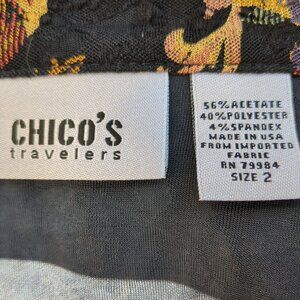 CHICO'S
travelers
56% ACETATE
40% POLYESTER
4% SPANDEX
MADE IN USA
FROM IMPORTED
FABRIC
RN 79984
SIZE 2